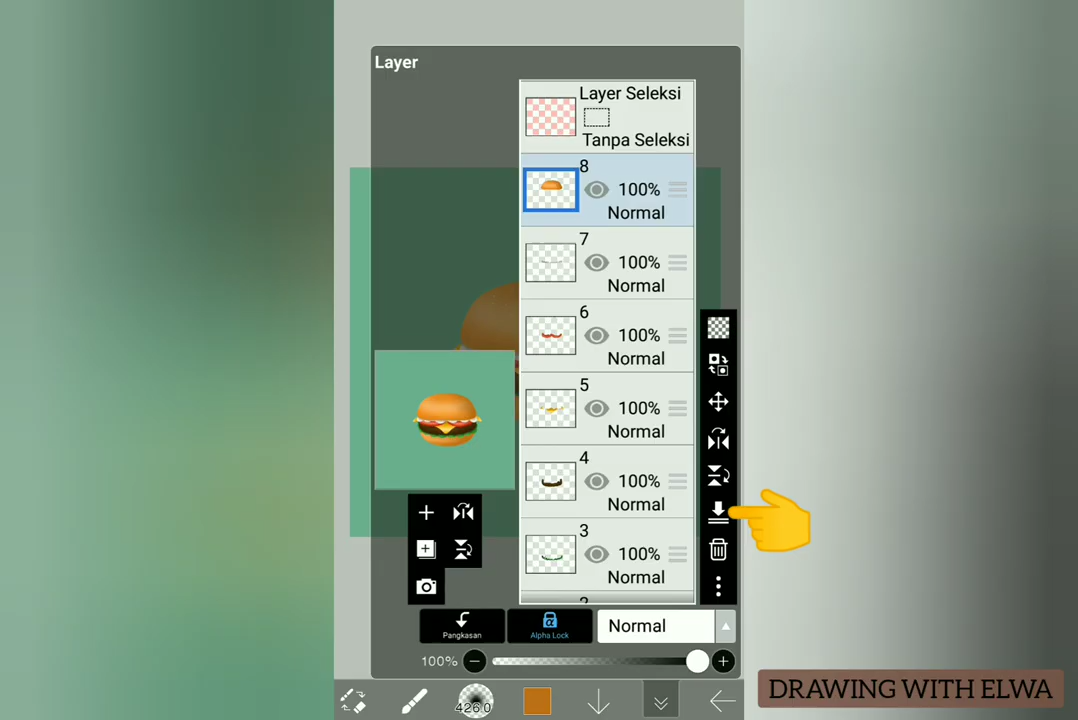 Layer
Layer Seleksi
Tanpa Seleksi
8
100%
Normal
7
100%
Normal
6
100%
Normal
5
100%
Normal
4
100%
Normal
3
100%
Normal
Pangkasan
α
Alpha Lock
Normal
100%
426.0
DRAWING WITH ELWA